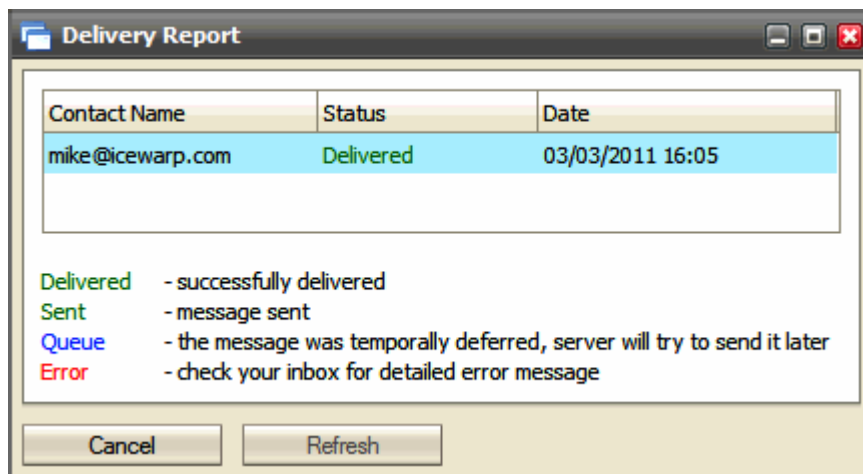 Delivery Report
Contact Name Status Date
mike@icewarp.com Delivered 03/03/2011 16:05
Delivered - successfully delivered
Sent - message sent
Queue - the message was temporally deferred, server will try to send it later
Error - check your inbox for detailed error message
Cancel Refresh